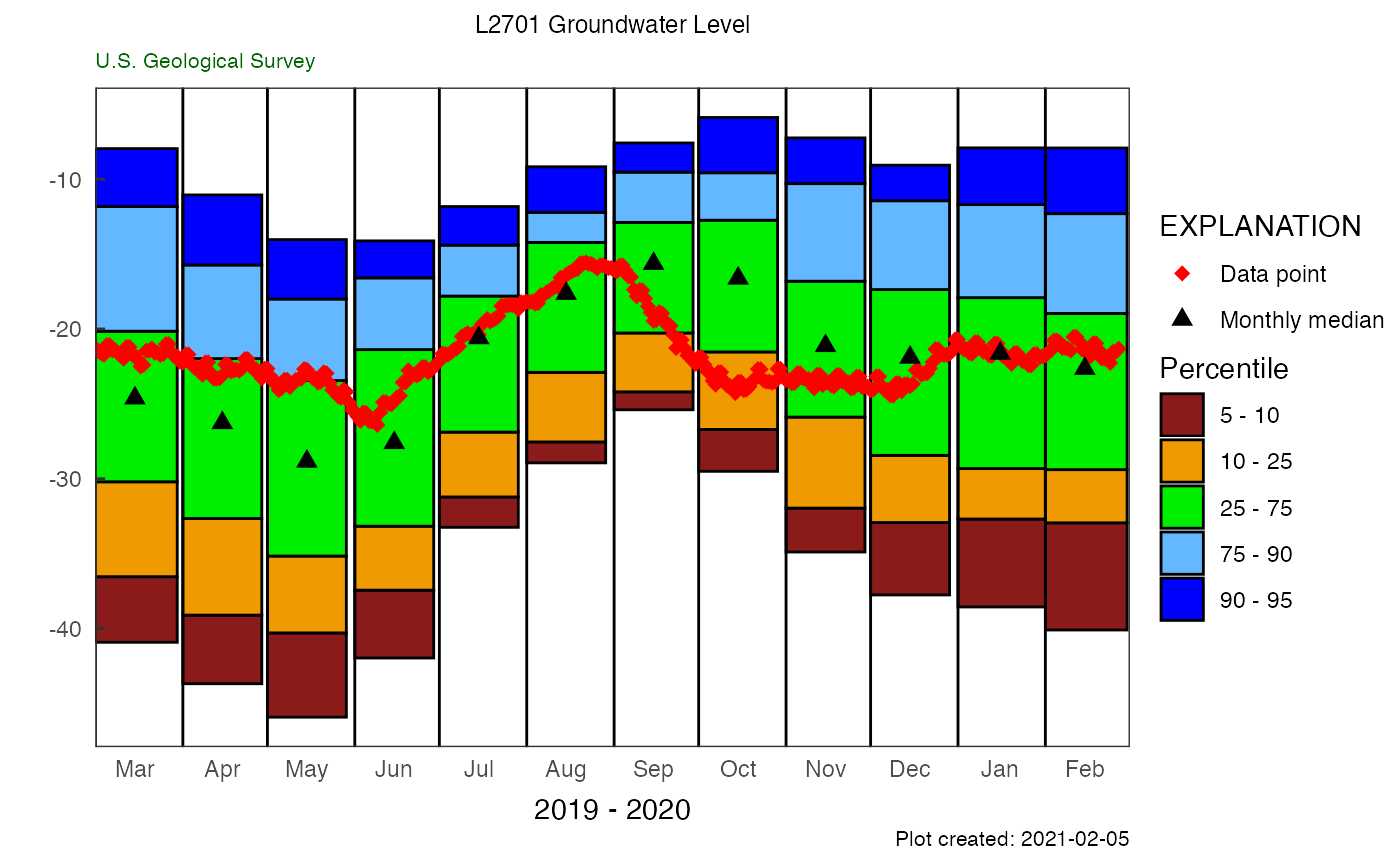 L2701 Groundwater Level
U.S. Geological Survey
-10
-20
-30
-40
Mar Apr May Jun Jul Aug Sep Oct Nov Dec Jan Feb
2019 - 2020
EXPLANATION
Data point
Monthly median
Percentile
5 - 10
10 - 25
25 - 75
75 - 90
90 - 95
Plot created: 2021-02-05